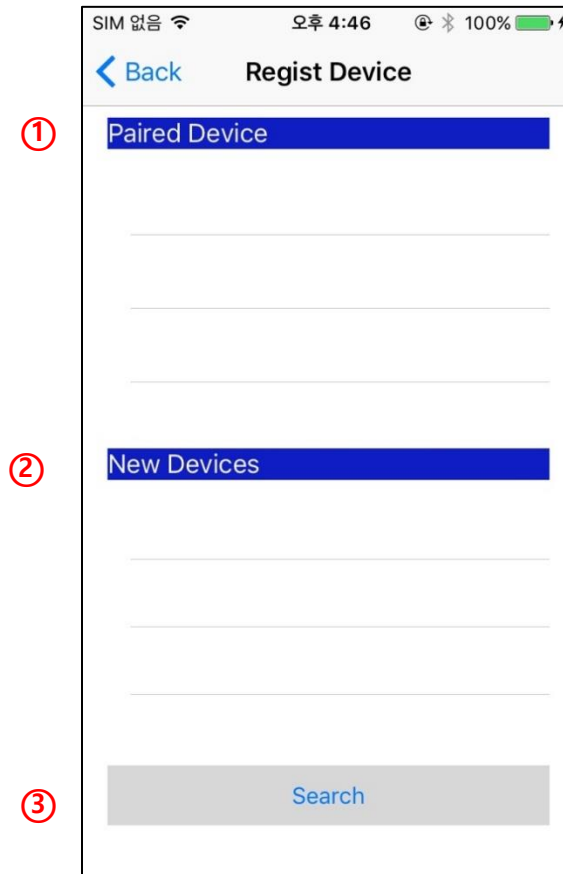 SIM 없음 오후 4:46 100%
Back Regist Device
① Paired Device
② New Devices
③ Search